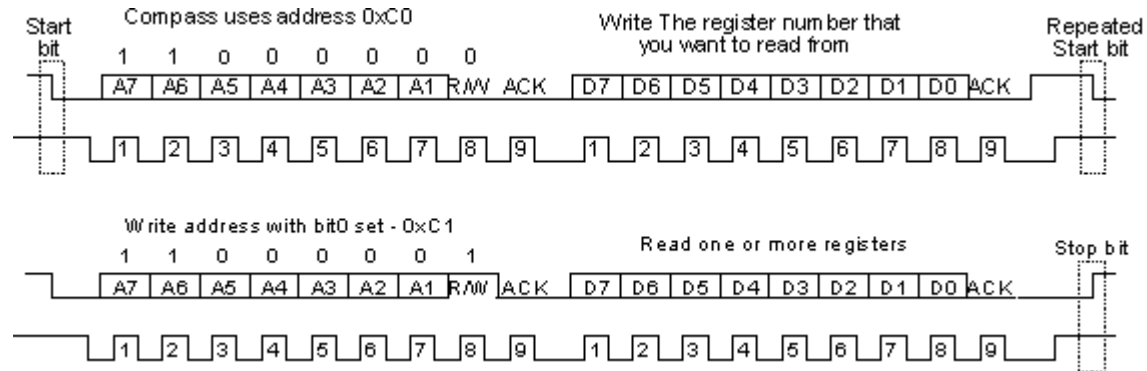 Start
bit
Compass uses address 0xC0
Write The register number that
you want to read from
Repeated
Start bit
1 1 0 0 0 0 0 0
A7 A6 A5 A4 A3 A2 A1 R/W ACK D7 D6 D5 D4 D3 D2 D1 D0 ACK
1 2 3 4 5 6 7 8 9 1 2 3 4 5 6 7 8 9
Write address with bit0 set - 0xC1
Read one or more registers
Stop bit
1 1 0 0 0 0 0 1
A7 A6 A5 A4 A3 A2 A1 R/W ACK D7 D6 D5 D4 D3 D2 D1 D0 ACK
1 2 3 4 5 6 7 8 9 1 2 3 4 5 6 7 8 9